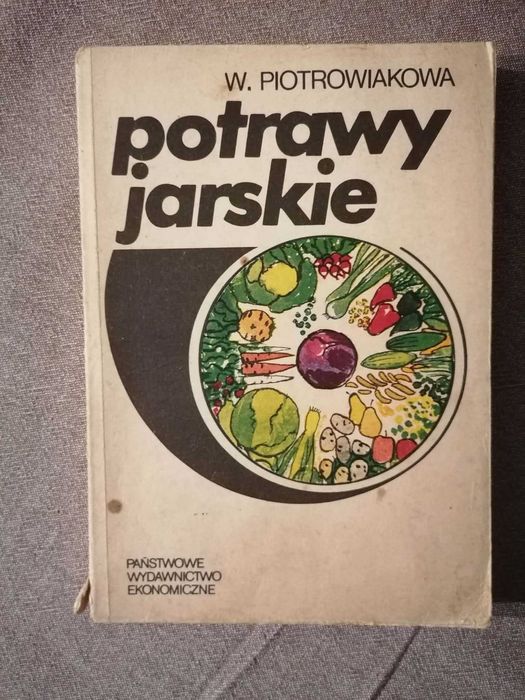 W. PIOTROWIAKOWA
potrawy
jarskie
PAŃSTWOWE
WYDAWNICTWO
EKONOMICZNE